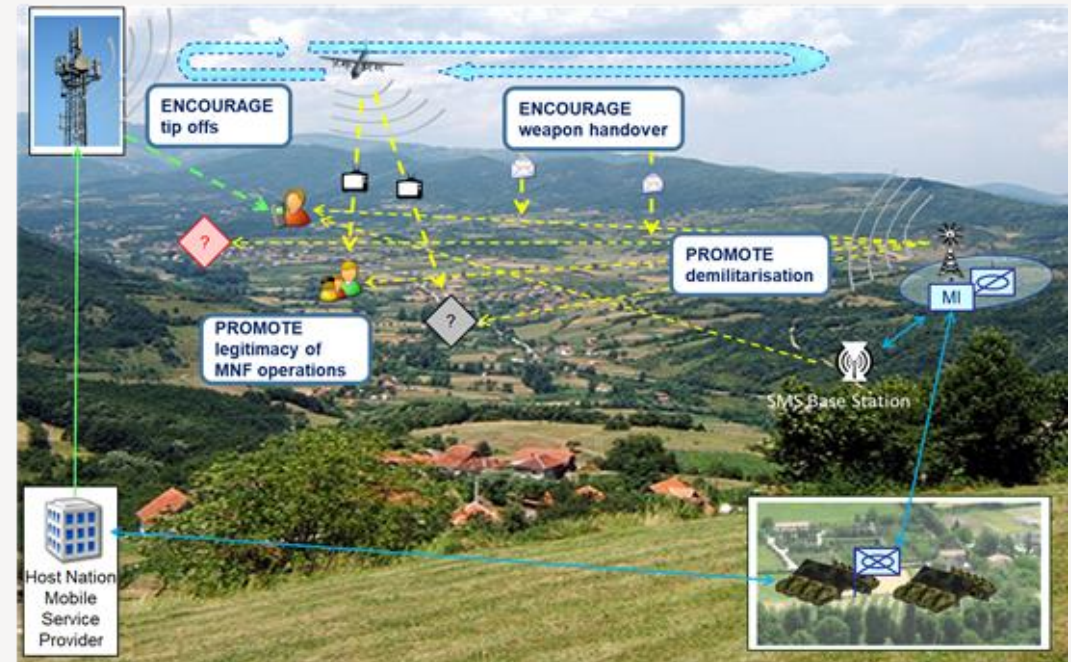 ENCOURAGE
tip offs
ENCOURAGE
weapon handover
?
PROMOTE
demilitarisation
MI
?
PROMOTE
legitimacy of
MNF operations
SMS Base Station
Host Nation
Mobile
Service
Provider